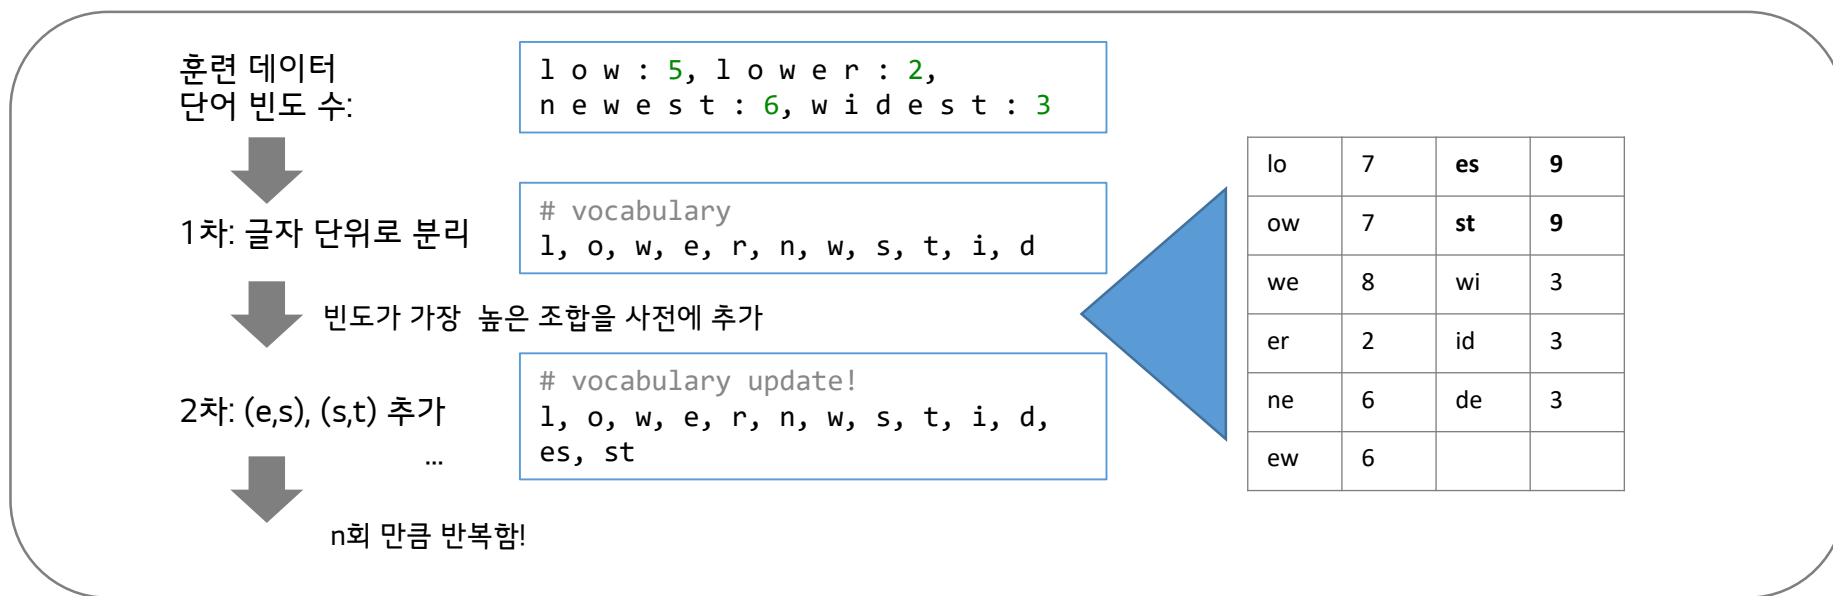 훈련 데이터
단어 빈도 수:
l o w : 5, l o w e r : 2,
n e w e s t : 6, w i d e s t : 3
1차: 글자 단위로 분리
# vocabulary
l, o, w, e, r, n, w, s, t, i, d
빈도가 가장 높은 조합을 사전에 추가
2차: (e,s), (s,t) 추가
...
# vocabulary update!
l, o, w, e, r, n, w, s, t, i, d,
es, st
n회 만큼 반복함!
lo 7 es 9
ow 7 st 9
we 8 wi 3
er 2 id 3
ne 6 de 3
ew 6